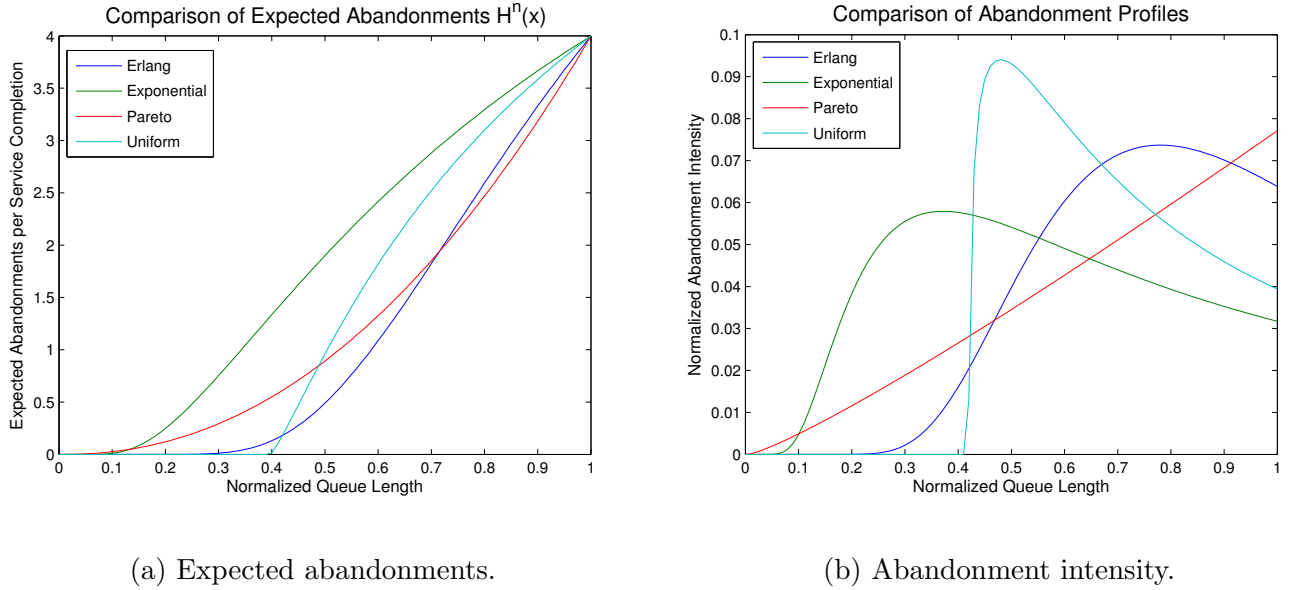 Comparison of Expected Abandonments H^n(x)
Expected Abandonments per Service Completion
4
3.5
3
2.5
2
1.5
1
0.5
0
Erlang
Exponential
Pareto
Uniform
0 0.1 0.2 0.3 0.4 0.5 0.6 0.7 0.8 0.9 1
Normalized Queue Length
(a) Expected abandonments.
Comparison of Abandonment Profiles
Normalized Abandonment Intensity
0.1
0.09
0.08
0.07
0.06
0.05
0.04
0.03
0.02
0.01
0
Erlang
Exponential
Pareto
Uniform
0 0.1 0.2 0.3 0.4 0.5 0.6 0.7 0.8 0.9 1
Normalized Queue Length
(b) Abandonment intensity.